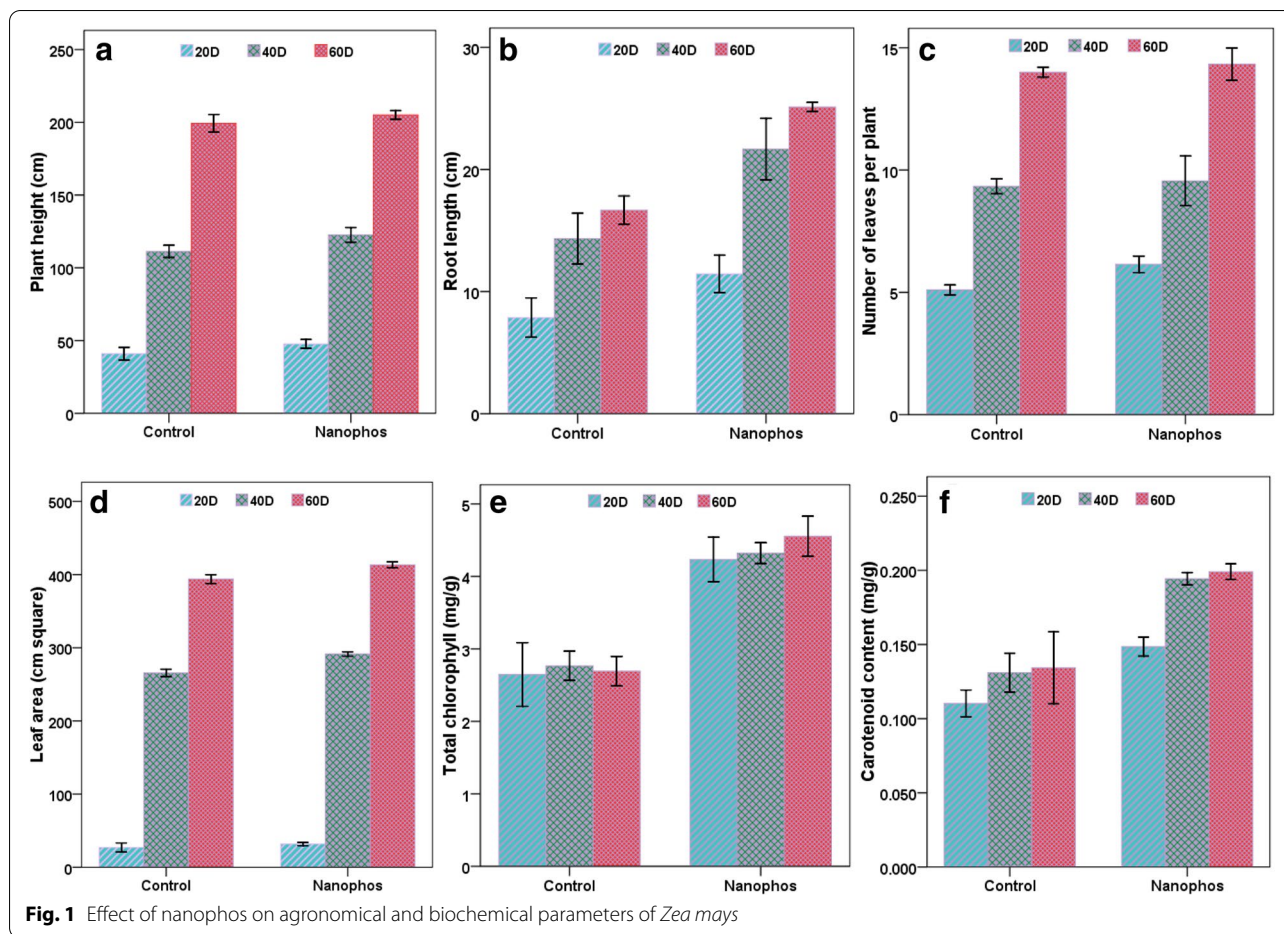 a
20D 40D 60D
Plant height (cm)
250
200
150
100
50
0
Control Nanophos
b
20D 40D 60D
Root length (cm)
30
20
10
0
Control Nanophos
c
20D 40D 60D
Number of leaves per plant
15
10
5
0
Control Nanophos
d
20D 40D 60D
Leaf area (cm square)
500
400
300
200
100
0
Control Nanophos
e
20D 40D 60D
Total chlorophyll (mg/g)
5
4
3
2
1
0
Control Nanophos
f
20D 40D 60D
Carotenoid content (mg/g)
0.250
0.200
0.150
0.100
0.050
0.000
Control Nanophos
Fig. 1 Effect of nanophos on agronomical and biochemical parameters of Zea mays